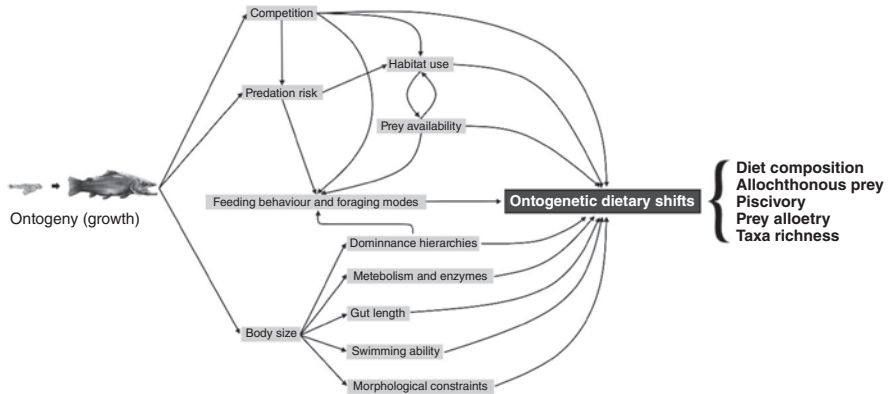 Competition
Habitat use
Predation risk
Prey availability
Ontogeny (growth)
Feeding behaviour and foraging modes
Ontogenetic dietary shifts
Diet composition
Allochthonous prey
Piscivory
Prey alloetry
Taxa richness
Dominnance hierarchies
Metebolism and enzymes
Gut length
Body size
Swimming ability
Morphological constraints